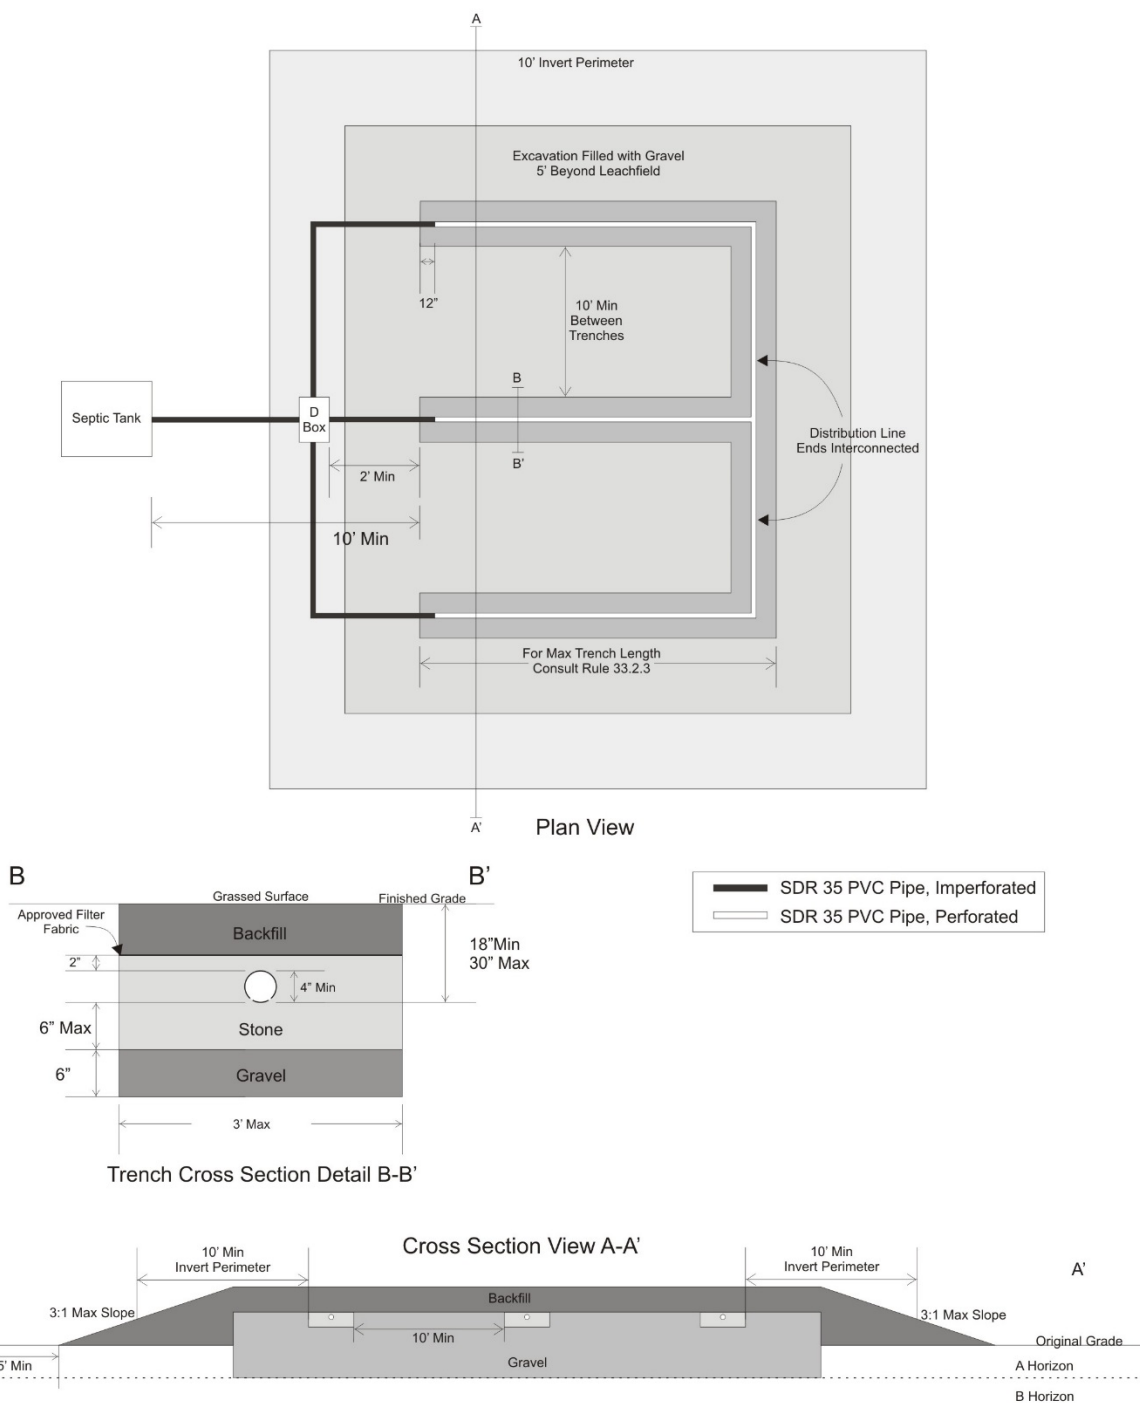 A
10’ Invert Perimeter
Excavation Filled with Gravel
5’ Beyond Leachfield
12”
10’ Min
Between
Trenches
B
Septic Tank
D
Box
B’
2’ Min
10’ Min
Distribution Line
Ends Interconnected
For Max Trench Length
Consult Rule 33.2.3
A’
Plan View
B
B’
SDR 35 PVC Pipe, Imperforated
SDR 35 PVC Pipe, Perforated
Grassed Surface
Finished Grade
Approved Filter
Fabric
Backfill
18”Min
30” Max
2”
4” Min
6” Max
Stone
6”
Gravel
3’ Max
Trench Cross Section Detail B-B’
Cross Section View A-A’
10’ Min
Invert Perimeter
10’ Min
Invert Perimeter
A’
3:1 Max Slope
Backfill
3:1 Max Slope
10’ Min
Original Grade
5’ Min
Gravel
A Horizon
B Horizon